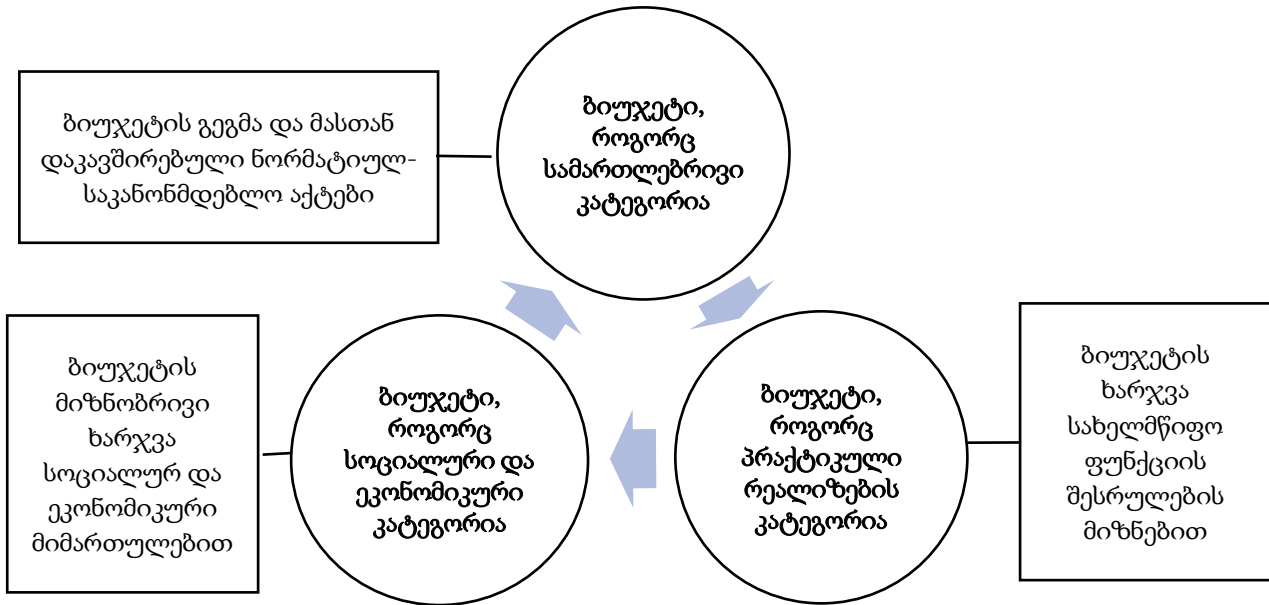 ბიუჯეტი,
როგორც
სამართლებრივი
კატეგორია
ბიუჯეტის გეგმა და მასთან
დაკავშირებული ნორმატიულ-
საკანონმდებლო აქტები
ბიუჯეტის
მიზნობრივი
ხარჯვა
სოციალურ და
ეკონომიკური
მიმართულებით
ბიუჯეტი,
როგორც
სოციალური და
ეკონომიკური
კატეგორია
ბიუჯეტი,
როგორც
პრაქტიკული
რეალიზების
კატეგორია
ბიუჯეტის
ხარჯვა
სახელმწიფო
ფუნქციის
შესრულების
მიზნებით